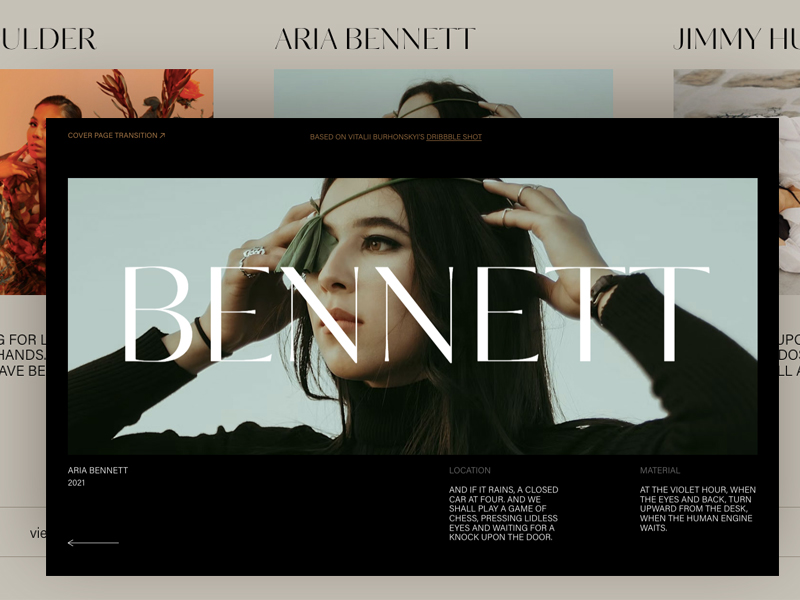 ULDER
ARIA BENNETT
JIMMY HU
COVER PAGE TRANSITION ↗
BASED ON VITALII BURHONSKYI'S DRIBBBLE SHOT
BENNETT
G FOR L
HANDS.
AVE BE
UPO
DOS
LL A
ARIA BENNETT
2021
LOCATION
AND IF IT RAINS, A CLOSED
CAR AT FOUR. AND WE
SHALL PLAY A GAME OF
CHESS, PRESSING LIDLESS
EYES AND WAITING FOR A
KNOCK UPON THE DOOR.
MATERIAL
AT THE VIOLET HOUR, WHEN
THE EYES AND BACK, TURN
UPWARD FROM THE DESK,
WHEN THE HUMAN ENGINE
WAITS.
vie